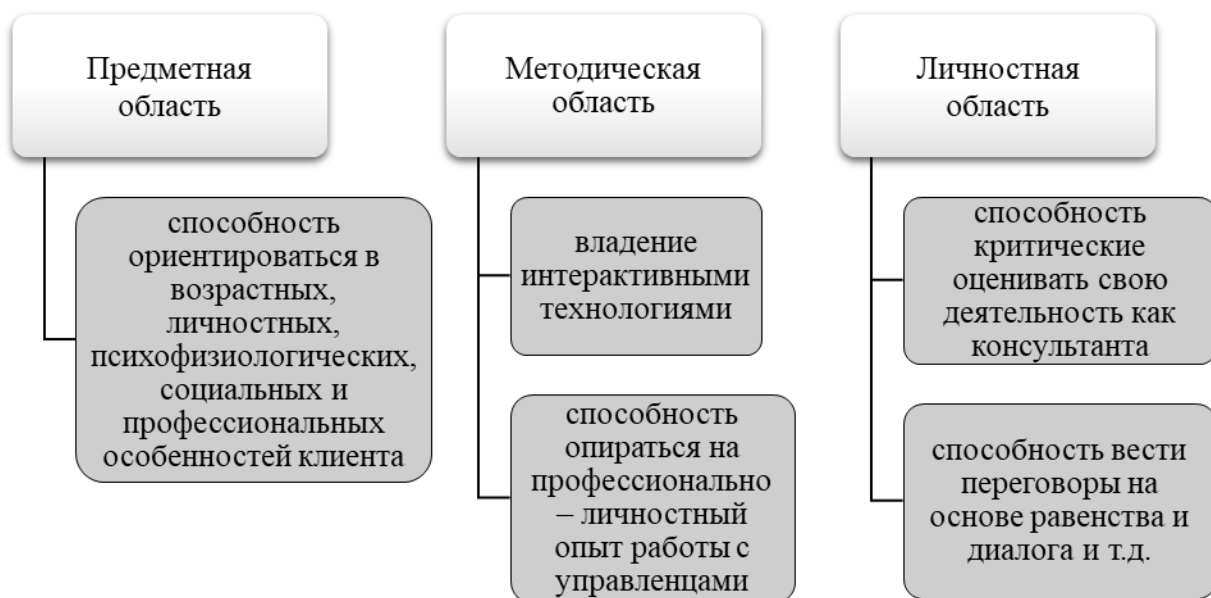 Предметная
область
способность
ориентироваться в
возрастных,
личностных,
психофизиологических,
социальных и
профессиональных
особенностей клиента
Методическая
область
владение
интерактивными
технологиями
способность
опираться на
профессионально
– личностный
опыт работы с
управленцами
Личностная
область
способность
критические
оценивать свою
деятельность как
консультанта
способность вести
переговоры на
основе равенства и
диалога и т.д.